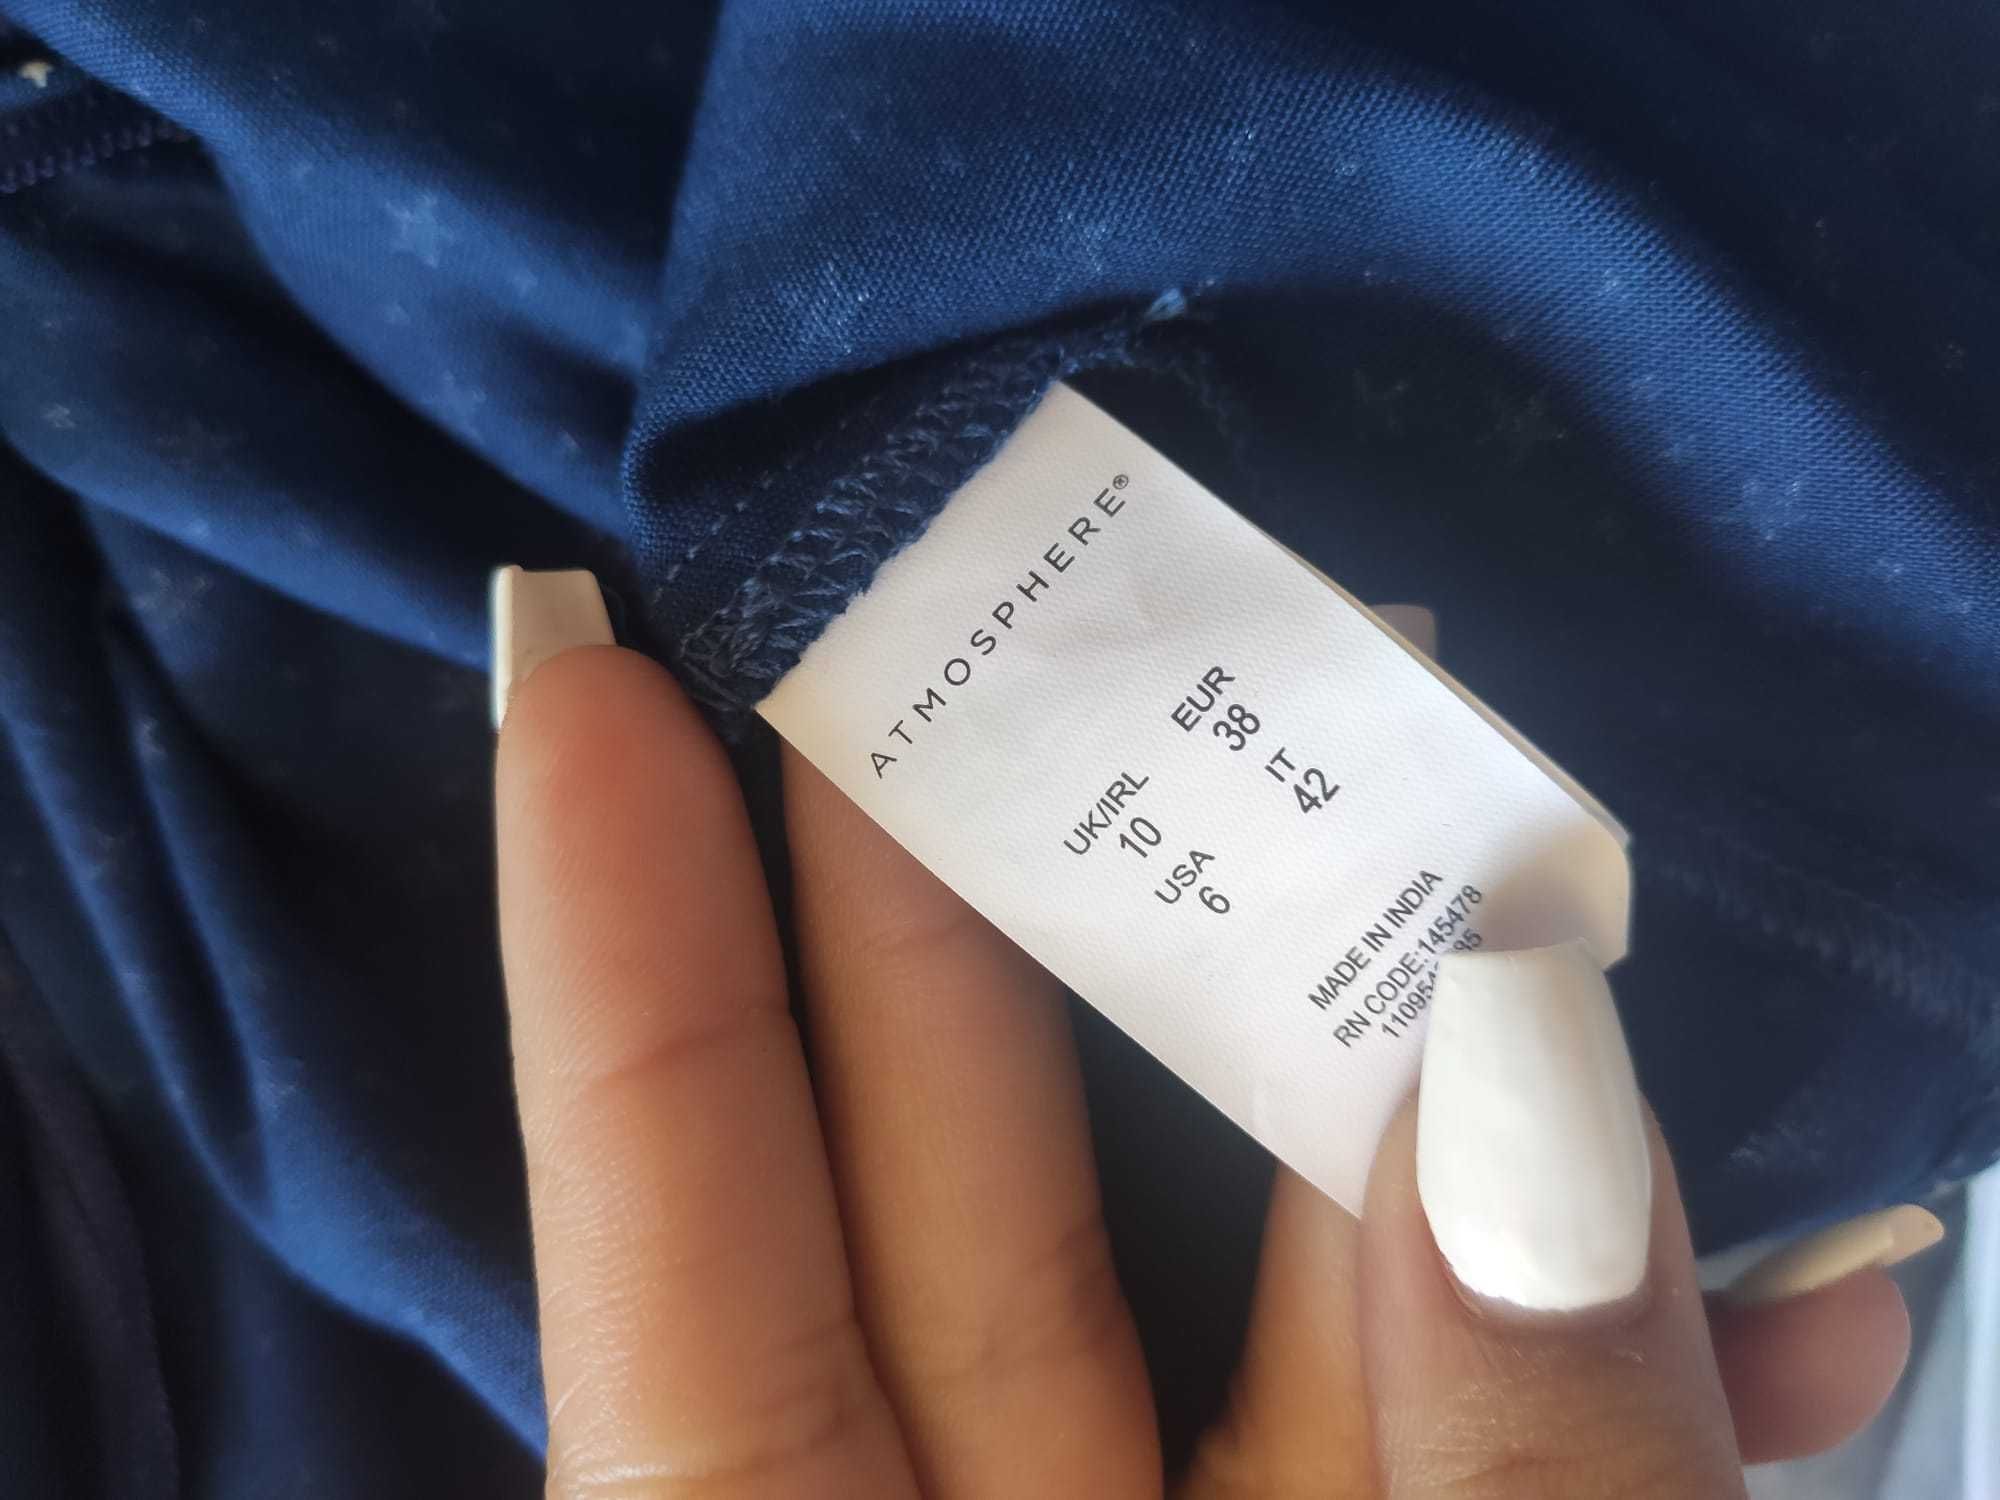 ATMOSPHERE®
EUR
38
UK/IRL
10
IT
42
USA
6
MADE IN INDIA
RN CODE:145478